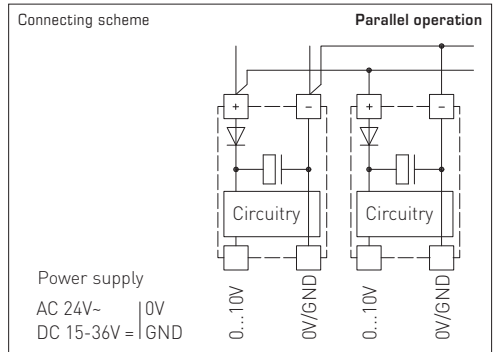 Connecting scheme
Parallel operation
+ – + –
Circuitry Circuitry
Power supply
AC 24V~ 0V
DC 15-36V = GND
0...10V
0V/GND
0...10V
0V/GND